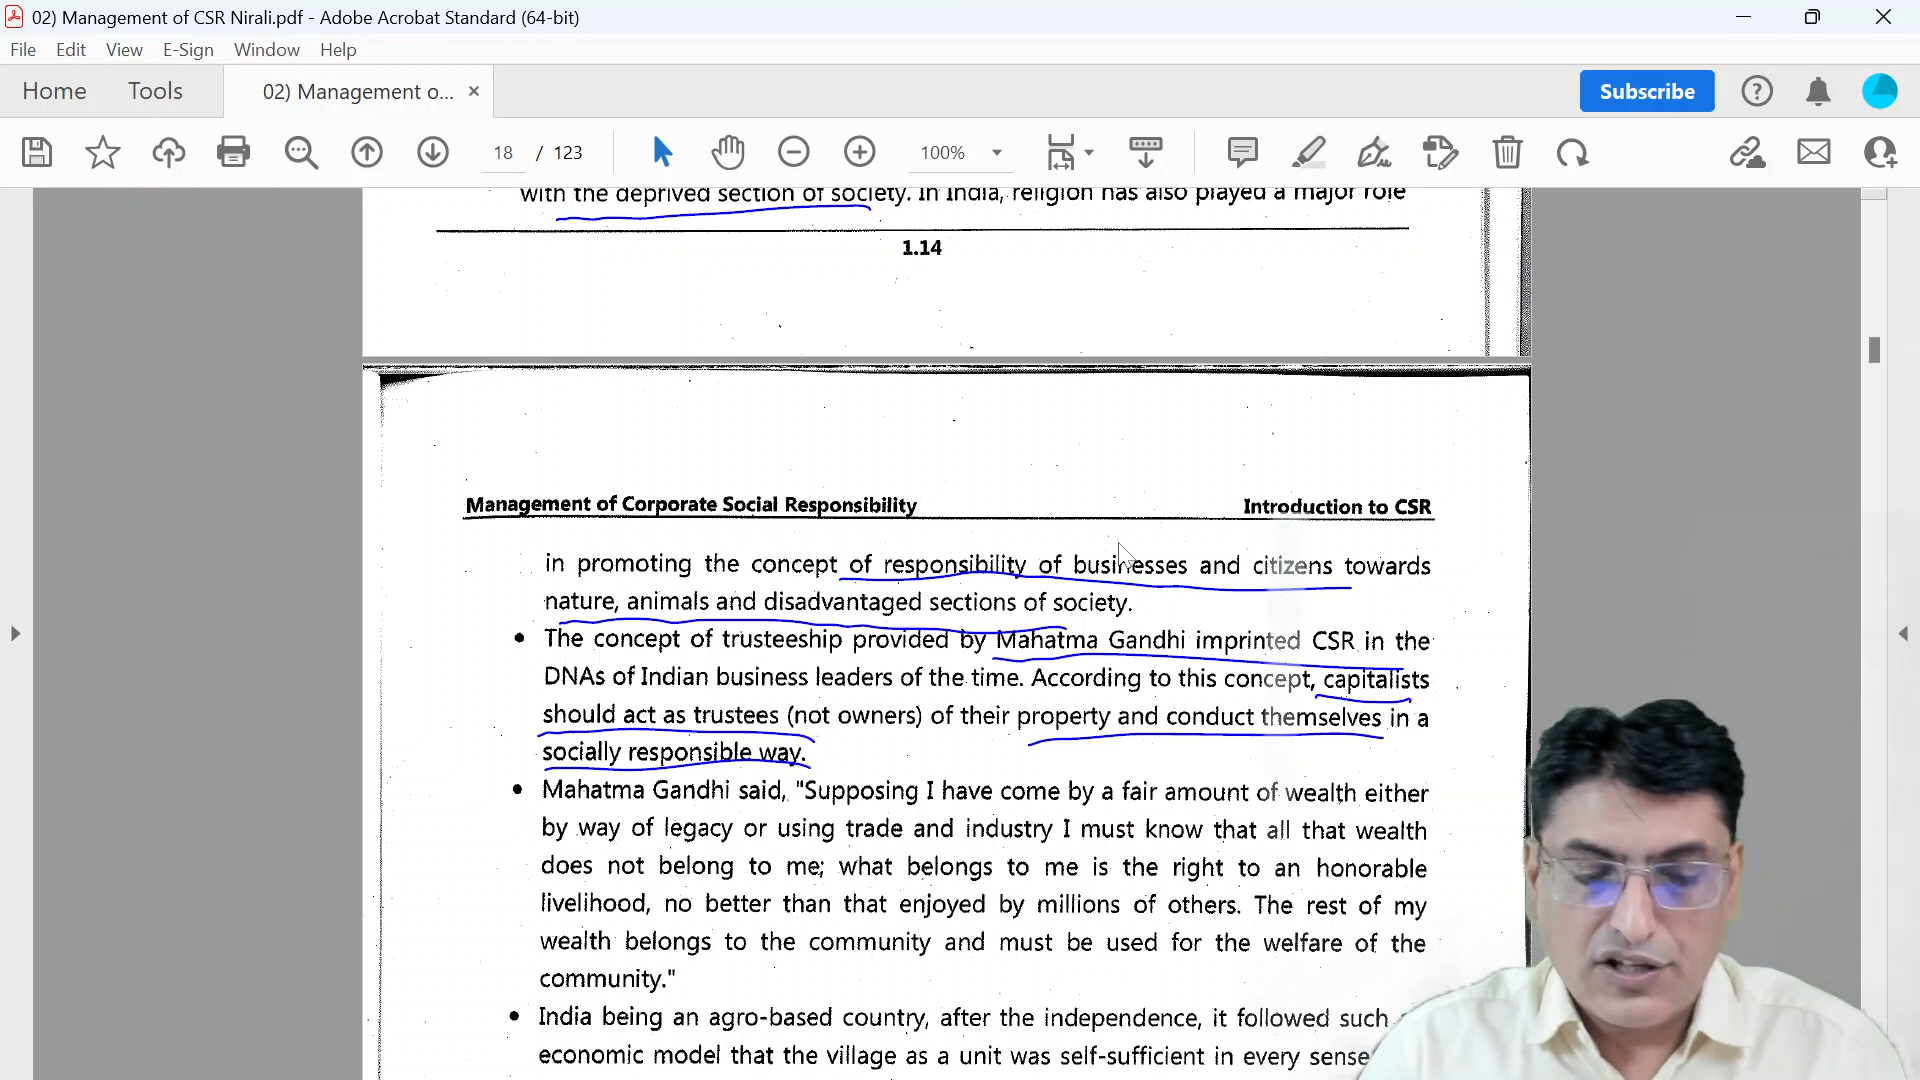 02) Management of CSR Nirali.pdf - Adobe Acrobat Standard (64-bit)
File Edit View E-Sign Window Help
Home Tools 02) Management o... × Subscribe
18 / 123 100%
with the deprived section of society. In India, religion has also played a major role
1.14
Management of Corporate Social Responsibility Introduction to CSR
in promoting the concept of responsibility of businesses and citizens towards
nature, animals and disadvantaged sections of society.
• The concept of trusteeship provided by Mahatma Gandhi imprinted CSR in the
DNAs of Indian business leaders of the time. According to this concept, capitalists
should act as trustees (not owners) of their property and conduct themselves in a
socially responsible way.
• Mahatma Gandhi said, "Supposing I have come by a fair amount of wealth either
by way of legacy or using trade and industry I must know that all that wealth
does not belong to me; what belongs to me is the right to an honorable
livelihood, no better than that enjoyed by millions of others. The rest of my
wealth belongs to the community and must be used for the welfare of the
community."
• India being an agro-based country, after the independence, it followed such
economic model that the village as a unit was self-sufficient in every sense